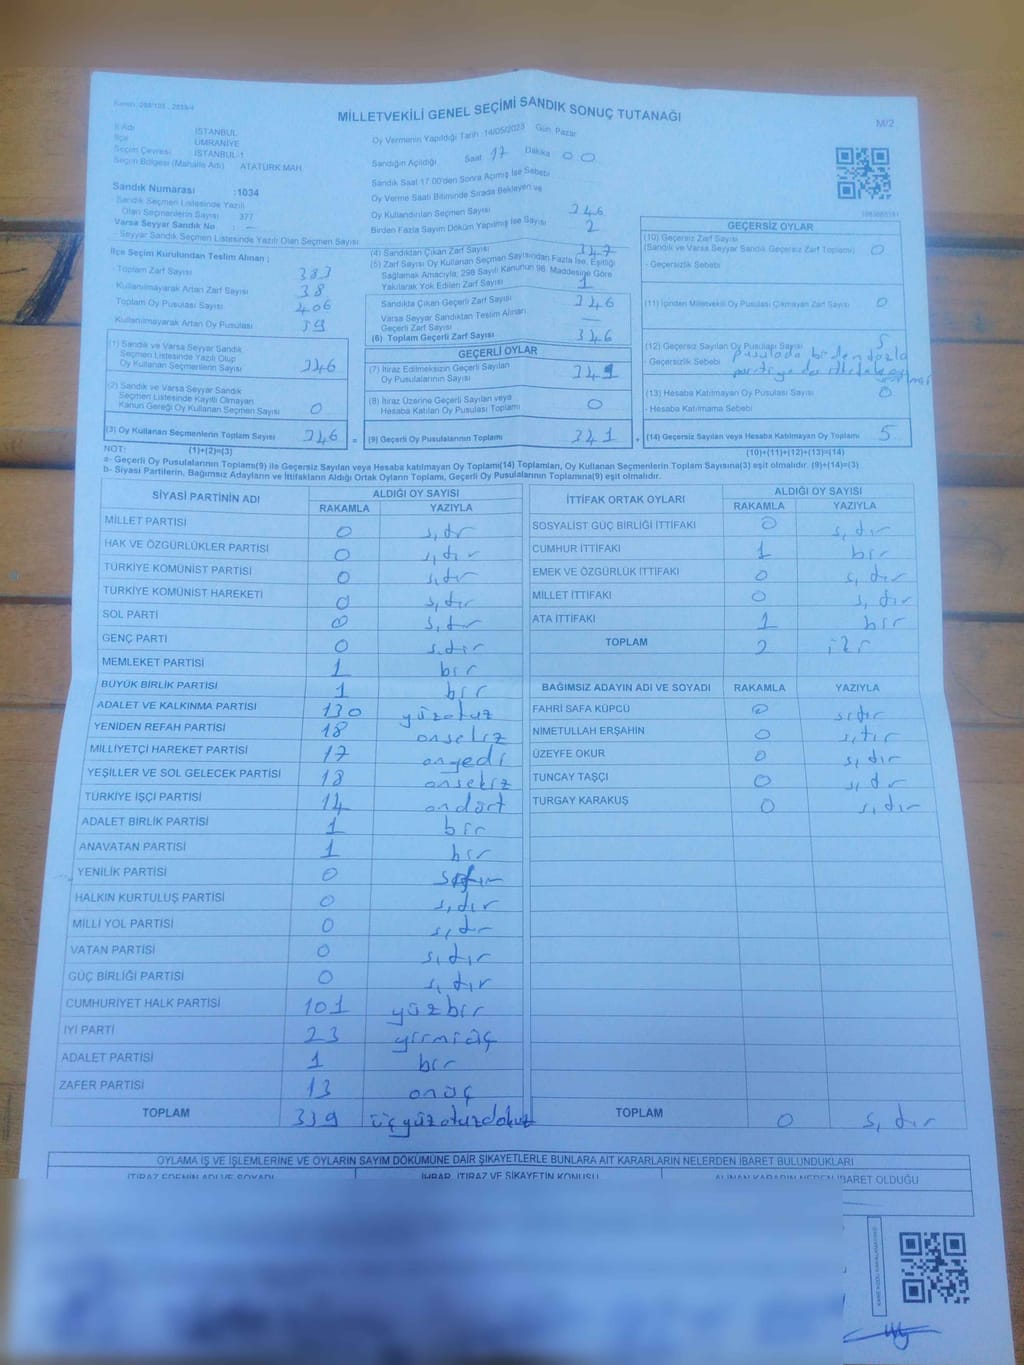 MİLLETVEKİLİ GENEL SEÇİMİ SANDIK SONUÇ TUTANAĞI
M/2
İl Adı İSTANBUL
İlçe ÜMRANİYE
Seçim Çevresi İSTANBUL-1
Seçim Bölgesi (Mahalle Adı) ATATÜRK MAH
Sandık Numarası :1034
Sandık Seçmen Listesinde Yazılı
Olan Seçmenlerin Sayısı 377
Varsa Seyyar Sandık No : -
Seyyar Sandık Seçmen Listesinde Yazılı Olan Seçmen Sayısı
Oy Vermenin Yapıldığı Tarih 14/05/2023 Gün Pazar
Sandığın Açıldığı Saat 17 Dakika 00
Sandık Saat 17.00'den Sonra Açımış İse Sebebi
Oy Verme Saati Bitiminde Sırada Bekleyen ve
Oy Kullandırılan Seçmen Sayısı 346
Birden Fazla Sayım Döküm Yapılmış İse Sayısı 2
İlçe Seçim Kurulundan Teslim Alınan ;
Toplam Zarf Sayısı 383
Kullanılmayarak Artan Zarf Sayısı 38
Toplam Oy Pusulası Sayısı 406
Kullanılmayarak Artan Oy Pusulası 59
(1) Sandık ve Varsa Seyyar Sandık
Seçmen Listesinde Yazılı Olup
Oy Kullanan Seçmenlerin Sayısı 346
(2) Sandık ve Varsa Seyyar Sandık
Seçmen Listesinde Kayıtlı Olmayan
Kanun Gereği Oy Kullanan Seçmen Sayısı 0
(3) Oy Kullanan Seçmenlerin Toplam Sayısı 346 =
(4) Sandıktan Çıkan Zarf Sayısı 347
(5) Zarf Sayısı Oy Kullanan Seçmen Sayısından Fazla İse, Eşitliği
Sağlamak Amacıyla; 298 Sayılı Kanunun 98. Maddesine Göre
Yakılarak Yok Edilen Zarf Sayısı 1
Sandıkta Çıkan Geçerli Zarf Sayısı 346
Varsa Seyyar Sandıktan Teslim Alınan
Geçerli Zarf Sayısı —
(6) Toplam Geçerli Zarf Sayısı 346
GEÇERLİ OYLAR
(7) İtiraz Edilmeksizin Geçerli Sayılan
Oy Pusulalarının Sayısı 341
(8) İtiraz Üzerine Geçerli Sayılan veya
Hesaba Katılan Oy Pusulası Toplamı 0
(9) Geçerli Oy Pusulalarının Toplamı 341 +
GEÇERSİZ OYLAR
(10) Geçersiz Zarf Sayısı
(Sandık ve Varsa Seyyar Sandık Geçersiz Zarf Toplamı) 0
- Geçersizlik Sebebi
(11) İçinden Milletvekili Oy Pusulası Çıkmayan Zarf Sayısı 0
(12) Geçersiz Sayılan Oy Pusulası Sayısı 5
- Geçersizlik Sebebi pusulada birden fazla
partiye
(13) Hesaba Katılmayan Oy Pusulası Sayısı 0
- Hesaba Katılmama Sebebi
(14) Geçersiz Sayılan veya Hesaba Katılmayan Oy Toplamı 5
NOT: (1)+(2)=(3)
(10)+(11)+(12)+(13)=(14)
a- Geçerli Oy Pusulalarının Toplamı(9) ile Geçersiz Sayılan veya Hesaba katılmayan Oy Toplamı(14) Toplamları, Oy Kullanan Seçmenlerin Toplam Sayısına(3) eşit olmalıdır. (9)+(14)=(3)
b- Siyasi Partilerin, Bağımsız Adayların ve İttifakların Aldığı Oyların Toplamı, Geçerli Oy Pusulalarının Toplamına(9) eşit olmalıdır.
SİYASİ PARTİNİN ADI ALDIĞI OY SAYISI
RAKAMLA YAZIYLA
MİLLET PARTİSİ 0 sıfır
HAK VE ÖZGÜRLÜKLER PARTİSİ 0 sıfır
TÜRKİYE KOMÜNİST PARTİSİ 0 sıfır
TÜRKİYE KOMÜNİST HAREKETİ 0 sıfır
SOL PARTİ 0 sıfır
GENÇ PARTİ 0 sıfır
MEMLEKET PARTİSİ 1 bir
BÜYÜK BİRLİK PARTİSİ 1 bir
ADALET VE KALKINMA PARTİSİ 130 yüzotuz
YENİDEN REFAH PARTİSİ 18 onsekiz
MİLLİYETÇİ HAREKET PARTİSİ 17 onyedi
YEŞİLLER VE SOL GELECEK PARTİSİ 18 onsekiz
TÜRKİYE İŞÇİ PARTİSİ 14 ondört
ADALET BİRLİK PARTİSİ 1 bir
ANAVATAN PARTİSİ 1 bir
YENİLİK PARTİSİ 0 sıfır
HALKIN KURTULUŞ PARTİSİ 0 sıfır
MİLLİ YOL PARTİSİ 0 sıfır
VATAN PARTİSİ 0 sıfır
GÜÇ BİRLİĞİ PARTİSİ 0 sıfır
CUMHURİYET HALK PARTİSİ 101 yüzbir
İYİ PARTİ 23 yirmiüç
ADALET PARTİSİ 1 bir
ZAFER PARTİSİ 13 onüç
TOPLAM 339 üçyüzotuzdokuz
İTTİFAK ORTAK OYLARI ALDIĞI OY SAYISI
RAKAMLA YAZIYLA
SOSYALİST GÜÇ BİRLİĞİ İTTİFAKI 0 sıfır
CUMHUR İTTİFAKI 1 bir
EMEK VE ÖZGÜRLÜK İTTİFAKI 0 sıfır
MİLLET İTTİFAKI 0 sıfır
ATA İTTİFAKI 1 bir
TOPLAM 2 iki
BAĞIMSIZ ADAYIN ADI VE SOYADI RAKAMLA YAZIYLA
FAHRİ SAFA KÜPCÜ 0 sıfır
NİMETULLAH ERŞAHİN 0 sıfır
ÜZEYFE OKUR 0 sıfır
TUNCAY TAŞÇI 0 sıfır
TURGAY KARAKUŞ 0 sıfır
TOPLAM 0 sıfır
OYLAMA İŞ VE İŞLEMLERİNE VE OYLARIN SAYIM DÖKÜMÜNE DAİR ŞİKAYETLERLE BUNLARA AİT KARARLARIN NELERDEN İBARET BULUNDUKLARI
İTİRAZ EDENİN ADI VE SOYADI İHBAR, İTİRAZ VE ŞİKAYETİN KONUSU ALINAN KARARIN NEDEN İBARET OLDUĞU